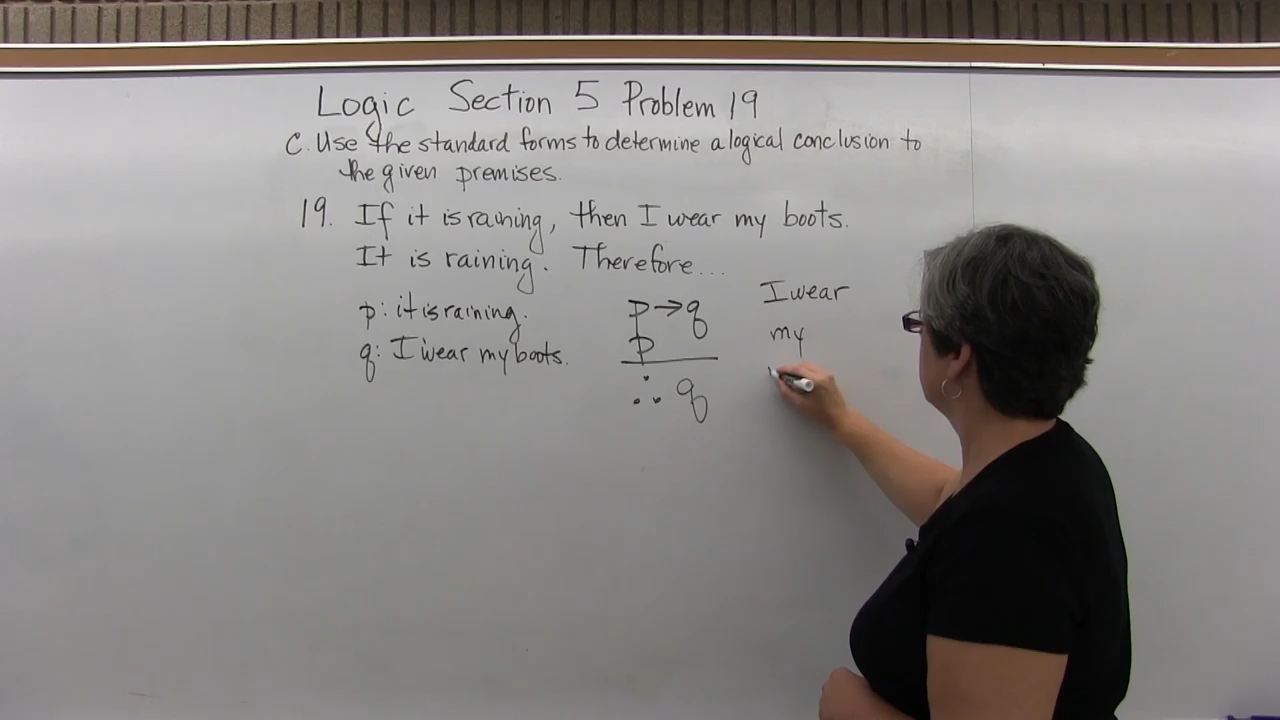 Logic Section 5 Problem 19
C. Use the standard forms to determine a logical conclusion to
the given premises.
19. If it is raining, then I wear my boots.
It is raining. Therefore...
p: it is raining.
q: I wear my boots.
p→q
p
∴ q
I wear
my